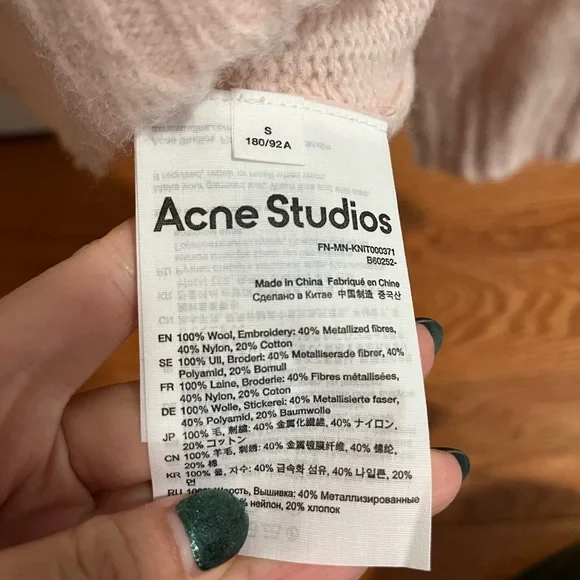 S
180/92A
Acne Studios
FN-MN-KNIT000371
B60252-
Made in China Fabriqué en Chine
Сделано в Китае 中国制造 중국산
EN 100% Wool, Embroidery: 40% Metallized fibres,
40% Nylon, 20% Cotton
SE 100% Ull, Broderi: 40% Metalliserade fibrer, 40%
Polyamid, 20% Bomull
FR 100% Laine, Broderie: 40% Fibres métallisées,
40% Nylon, 20% Coton
DE 100% Wolle, Stickerei: 40% Metallisierte faser,
40% Polyamid, 20% Baumwolle
JP 100% 毛, 刺繍: 40% 金属化繊維, 40% ナイロン,
20% コットン
CN 100% 羊毛, 刺绣: 40% 金属镀膜纤维, 40% 锦纶,
20% 棉
KR 100% 울, 자수: 40% 금속화 섬유, 40% 나일론, 20%
면
RU 100% Шерсть, Вышивка: 40% Металлизированные
нейлон, 20% хлопок